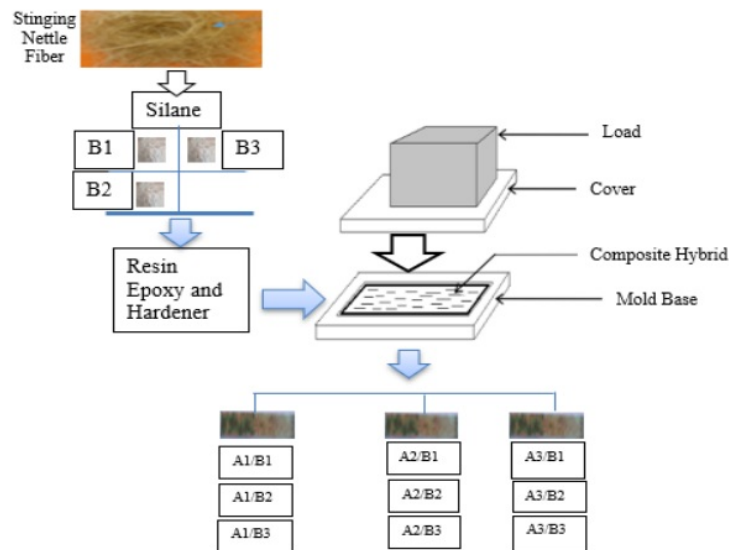 Stinging
Nettle
Fiber
Silane
B1
B3
B2
Resin
Epoxy and
Hardener
Load
Cover
Composite Hybrid
Mold Base
A1/B1
A2/B1
A3/B1
A1/B2
A2/B2
A3/B2
A1/B3
A2/B3
A3/B3